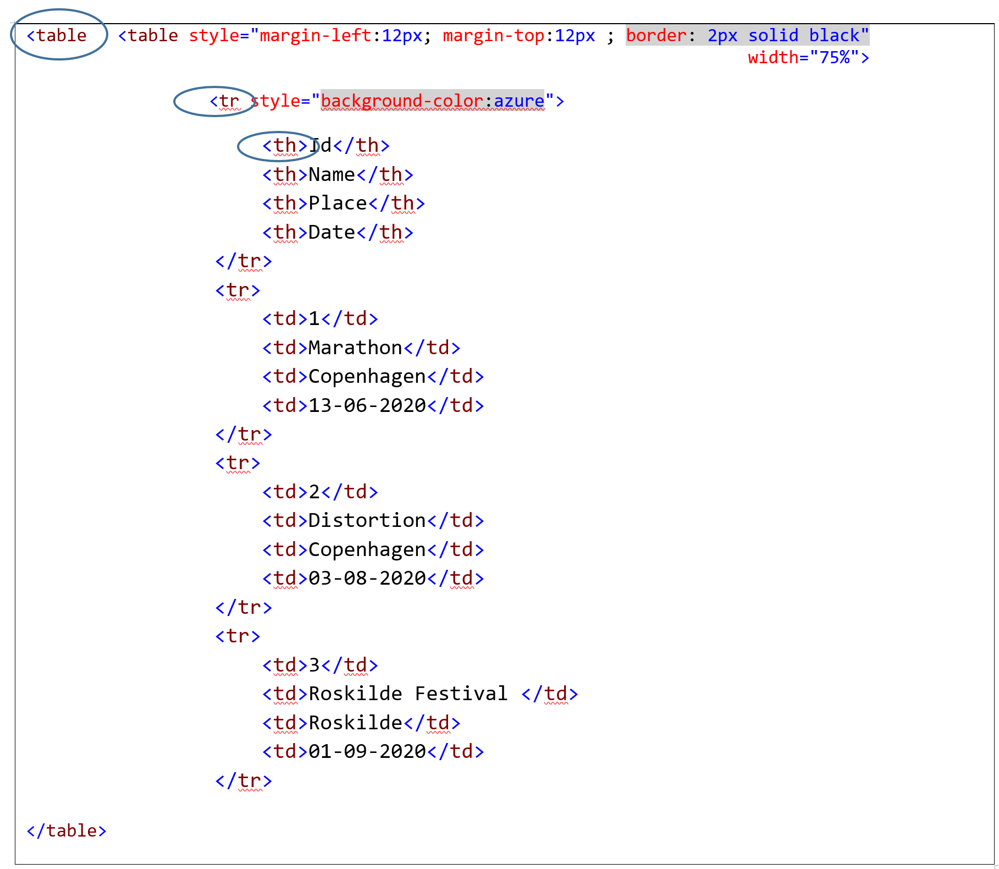 <table <table style="margin-left:12px; margin-top:12px ; border: 2px solid black"
width="75%">
<tr style="background-color:azure">
<th>Id</th>
<th>Name</th>
<th>Place</th>
<th>Date</th>
</tr>
<tr>
<td>1</td>
<td>Marathon</td>
<td>Copenhagen</td>
<td>13-06-2020</td>
</tr>
<tr>
<td>2</td>
<td>Distortion</td>
<td>Copenhagen</td>
<td>03-08-2020</td>
</tr>
<tr>
<td>3</td>
<td>Roskilde Festival </td>
<td>Roskilde</td>
<td>01-09-2020</td>
</tr>
</table>